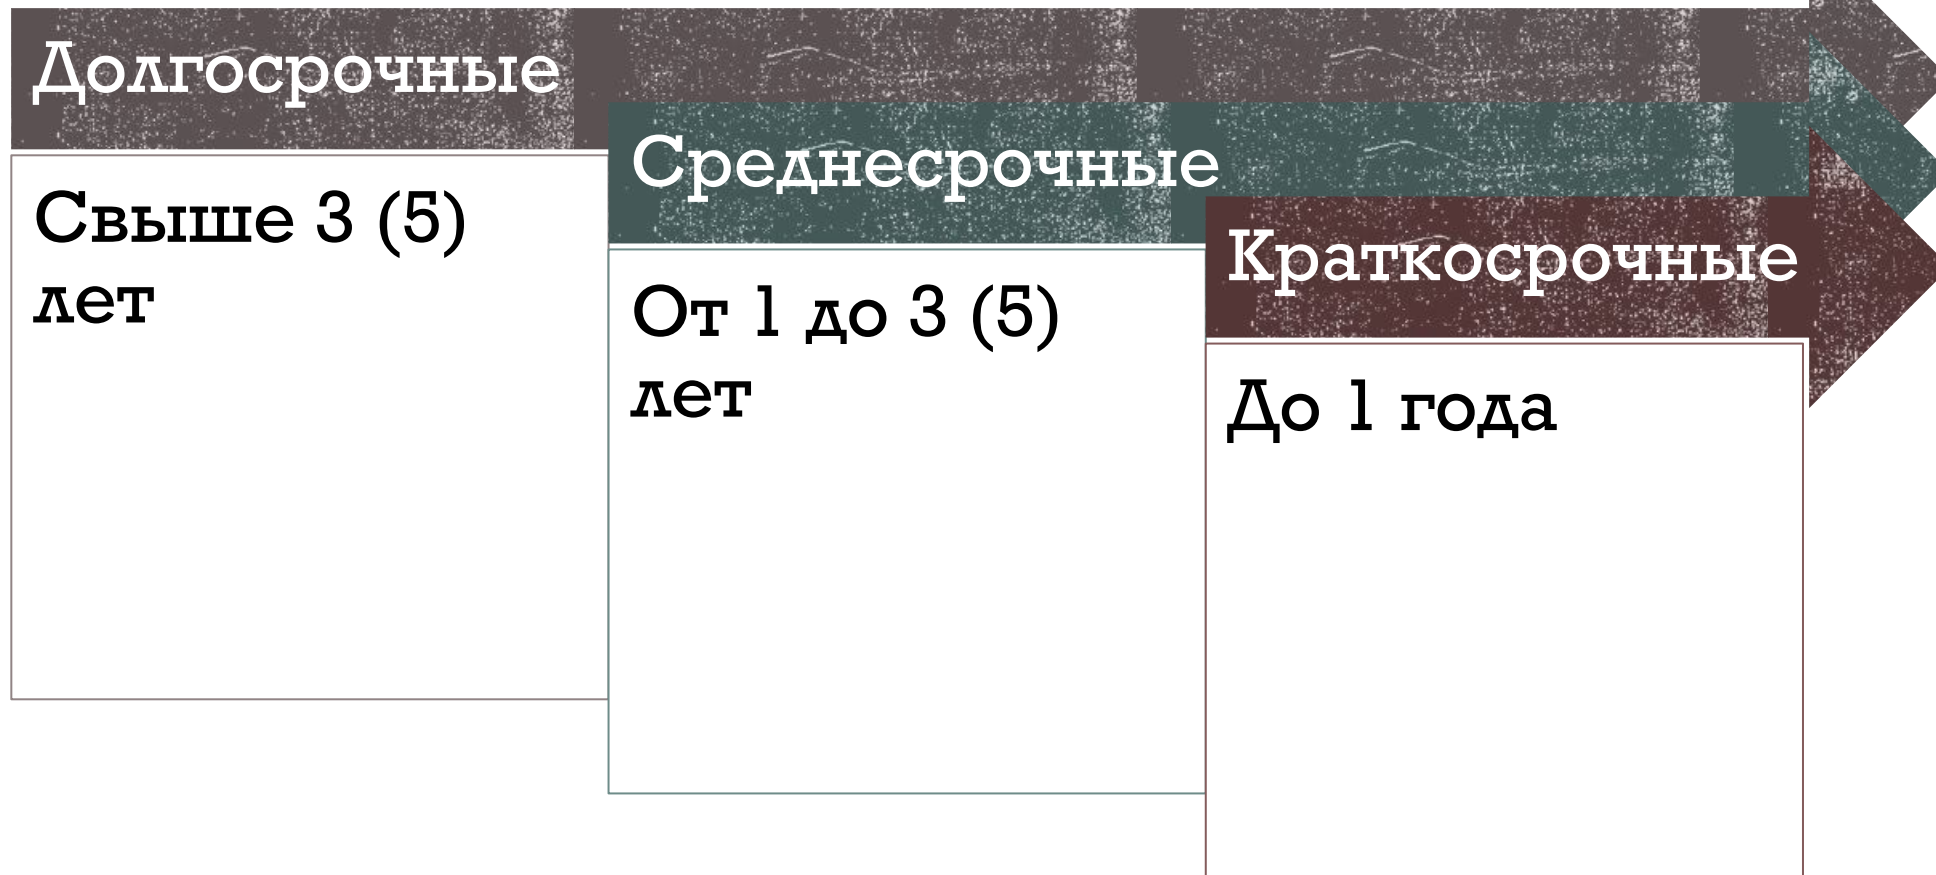 Долгосрочные
Свыше 3 (5)
лет
Среднесрочные
От 1 до 3 (5)
лет
Краткосрочные
До 1 года